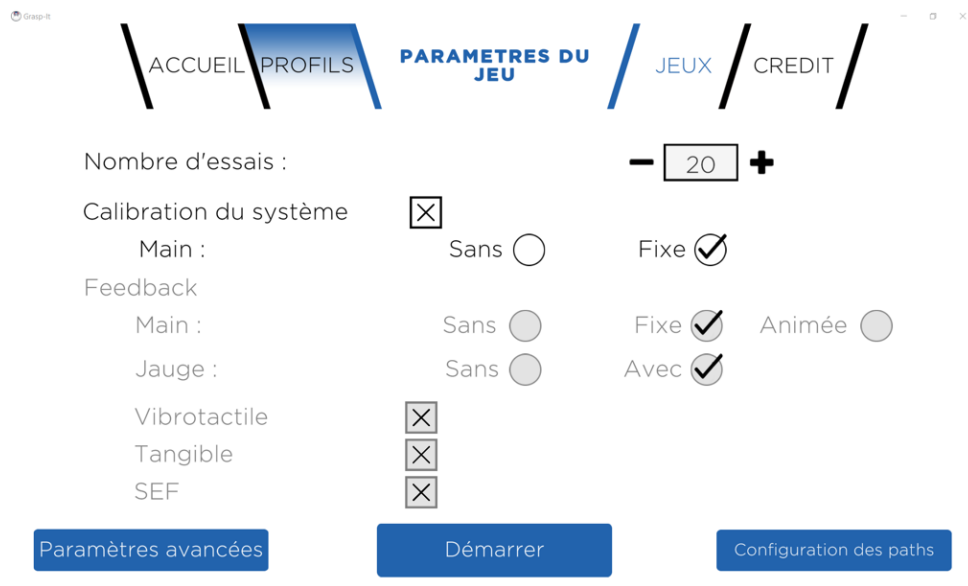 Grasp-It
ACCUEIL PROFILS PARAMETRES DU JEU JEUX CREDIT
Nombre d'essais : 20
Calibration du système
Main : Sans Fixe
Feedback
Main : Sans Fixe Animée
Jauge : Sans Avec
Vibrotactile
Tangible
SEF
Paramètres avancées Démarrer Configuration des paths